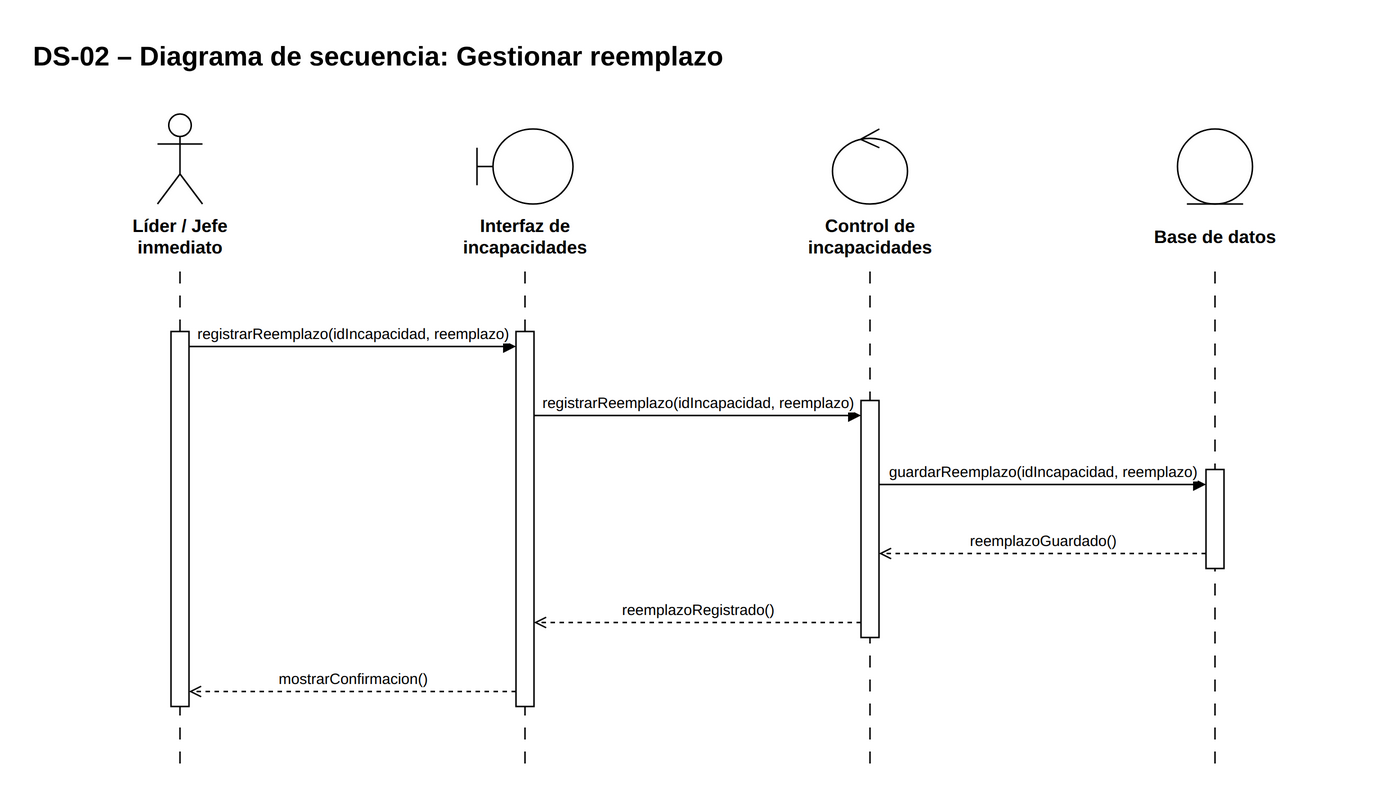 DS-02 – Diagrama de secuencia: Gestionar reemplazo
Líder / Jefe
inmediato
Interfaz de
incapacidades
Control de
incapacidades
Base de datos
registrarReemplazo(idIncapacidad, reemplazo)
registrarReemplazo(idIncapacidad, reemplazo)
guardarReemplazo(idIncapacidad, reemplazo)
reemplazoGuardado()
reemplazoRegistrado()
mostrarConfirmacion()